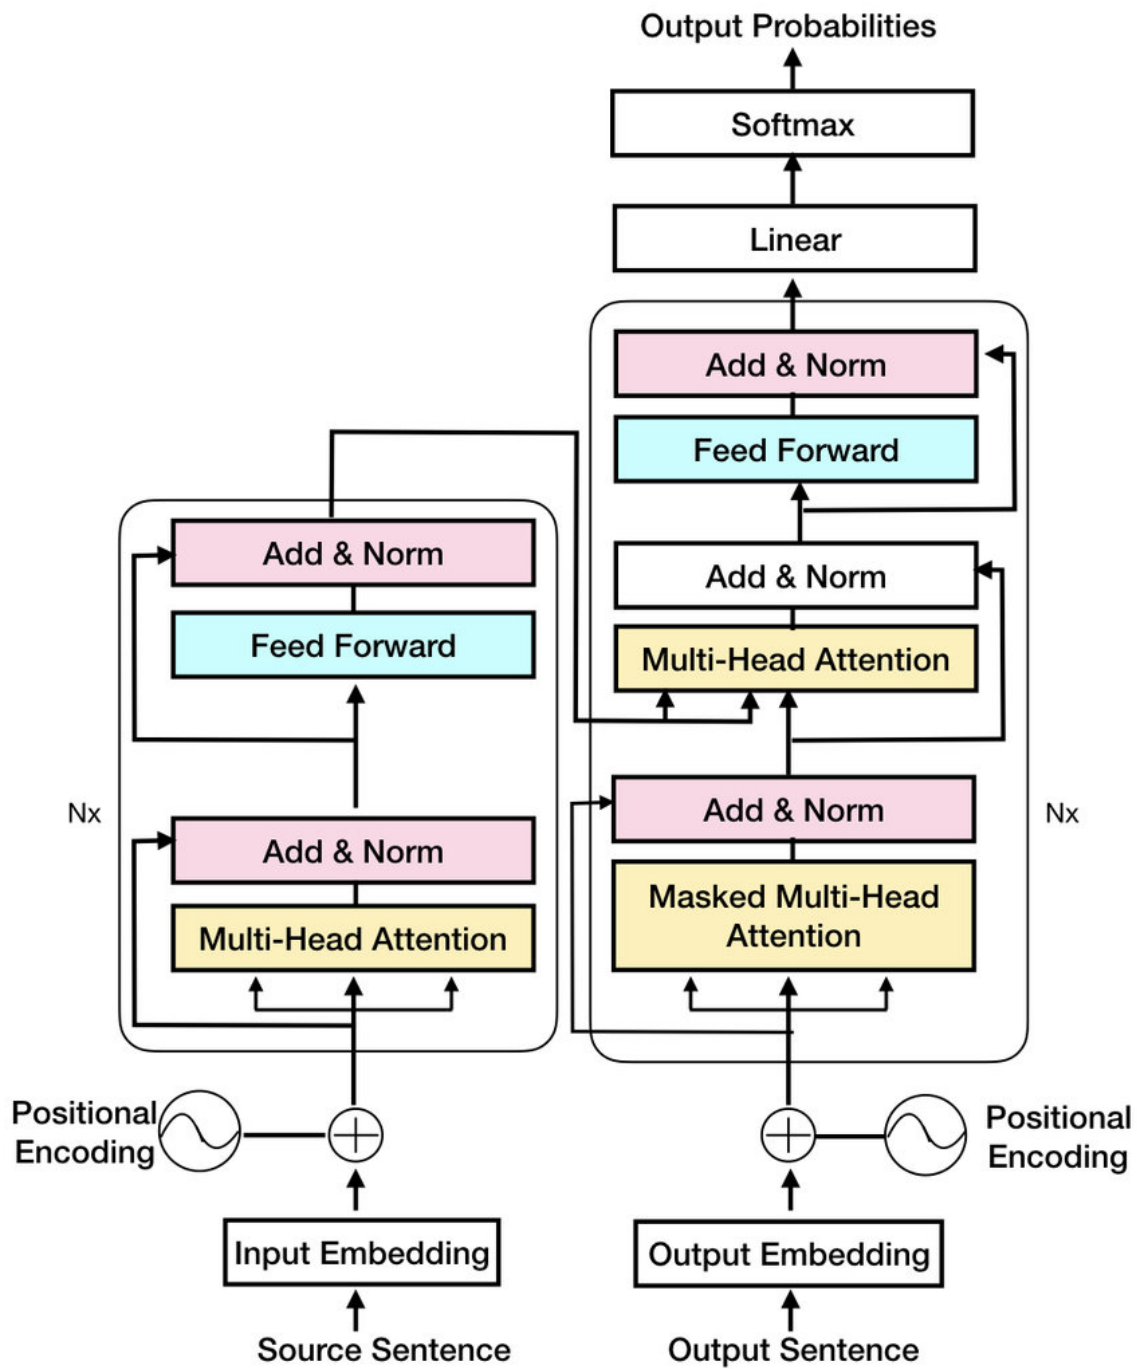 Output Probabilities
Softmax
Linear
Add & Norm
Feed Forward
Add & Norm
Multi-Head Attention
Add & Norm
Masked Multi-Head
Attention
Nx
Add & Norm
Feed Forward
Add & Norm
Multi-Head Attention
Nx
Positional
Encoding
Positional
Encoding
Input Embedding
Output Embedding
Source Sentence
Output Sentence